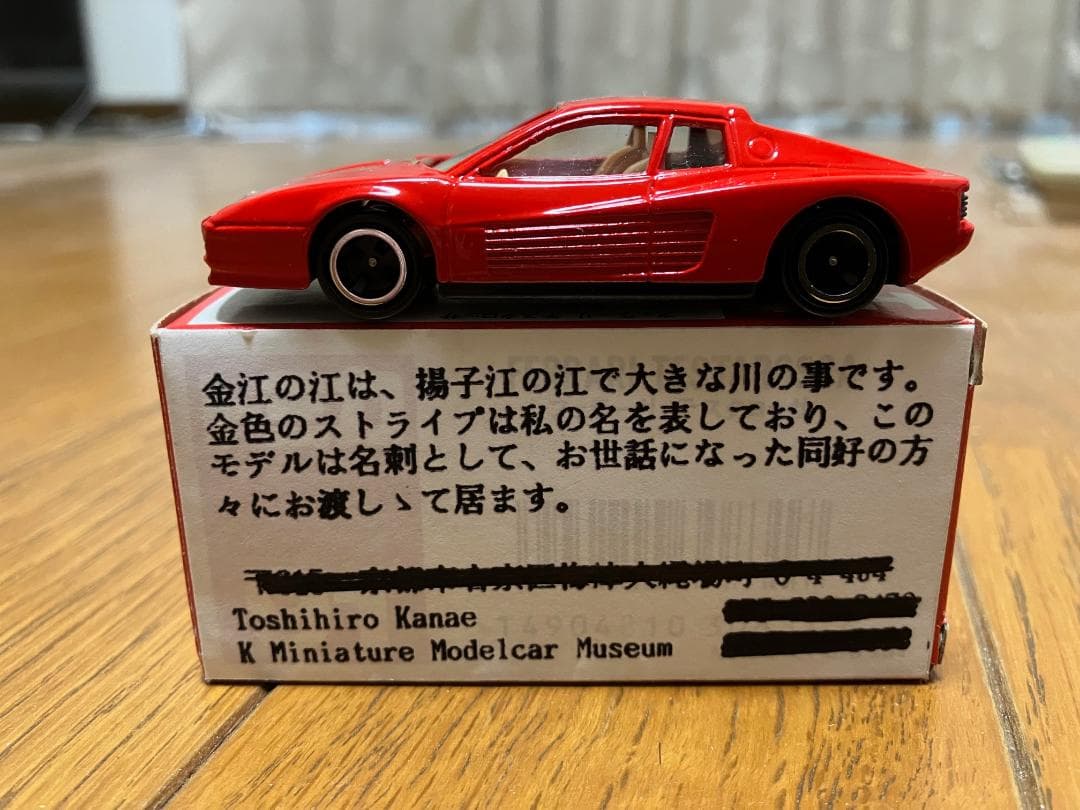 金江の江は、揚子江の江で大きな川の事です。
金色のストライプは私の名を表しており、この
モデルは名刺として、お世話になった同好の方
々にお渡しゝて居ます。
Toshihiro Kanae
K Miniature Modelcar Museum